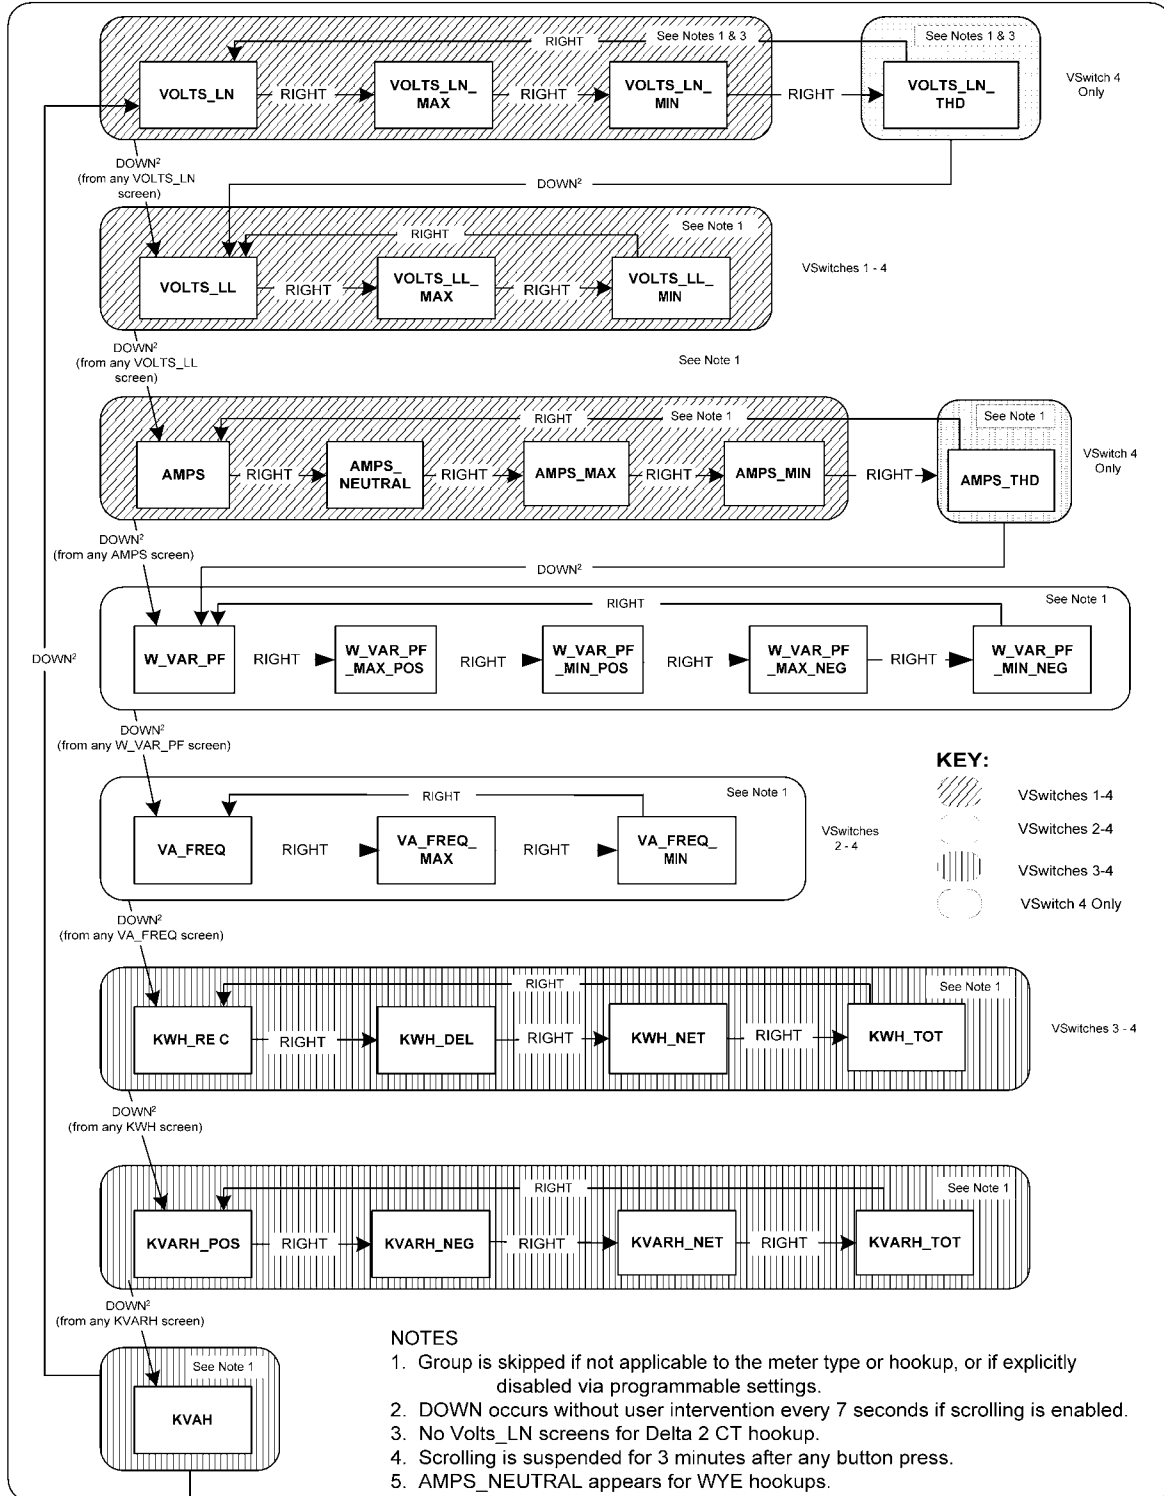 RIGHT
See Notes 1 & 3
See Notes 1 & 3
VOLTS_LN
RIGHT
VOLTS_LN_
MAX
RIGHT
VOLTS_LN_
MIN
RIGHT
VOLTS_LN_
THD
VSwitch 4
Only
DOWN²
(from any VOLTS_LN
screen)
DOWN²
See Note 1
RIGHT
VOLTS_LL
RIGHT
VOLTS_LL_
MAX
RIGHT
VOLTS_LL_
MIN
VSwitches 1 - 4
DOWN²
(from any VOLTS_LL
screen)
See Note 1
RIGHT
See Note 1
See Note 1
AMPS
RIGHT
AMPS_
NEUTRAL
RIGHT
AMPS_MAX
RIGHT
AMPS_MIN
RIGHT
AMPS_THD
VSwitch 4
Only
DOWN²
(from any AMPS screen)
DOWN²
See Note 1
RIGHT
W_VAR_PF
RIGHT
W_VAR_PF
_MAX_POS
RIGHT
W_VAR_PF
_MIN_POS
RIGHT
W_VAR_PF
_MAX_NEG
RIGHT
W_VAR_PF
_MIN_NEG
DOWN²
DOWN²
(from any W_VAR_PF screen)
KEY:
VSwitches 1-4
VSwitches 2-4
VSwitches 3-4
VSwitch 4 Only
See Note 1
RIGHT
VA_FREQ
RIGHT
VA_FREQ_
MAX
RIGHT
VA_FREQ_
MIN
VSwitches
2 - 4
DOWN²
(from any VA_FREQ screen)
RIGHT
See Note 1
KWH_RE C
RIGHT
KWH_DEL
RIGHT
KWH_NET
RIGHT
KWH_TOT
VSwitches 3 - 4
DOWN²
(from any KWH screen)
RIGHT
See Note 1
KVARH_POS
RIGHT
KVARH_NEG
RIGHT
KVARH_NET
RIGHT
KVARH_TOT
DOWN²
(from any KVARH screen)
See Note 1
KVAH
NOTES
1. Group is skipped if not applicable to the meter type or hookup, or if explicitly
disabled via programmable settings.
2. DOWN occurs without user intervention every 7 seconds if scrolling is enabled.
3. No Volts_LN screens for Delta 2 CT hookup.
4. Scrolling is suspended for 3 minutes after any button press.
5. AMPS_NEUTRAL appears for WYE hookups.